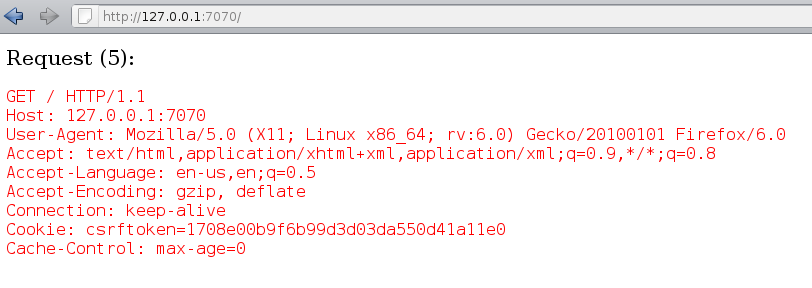 http://127.0.0.1:7070/
Request (5):
GET / HTTP/1.1
Host: 127.0.0.1:7070
User-Agent: Mozilla/5.0 (X11; Linux x86_64; rv:6.0) Gecko/20100101 Firefox/6.0
Accept: text/html,application/xhtml+xml,application/xml;q=0.9,*/*;q=0.8
Accept-Language: en-us,en;q=0.5
Accept-Encoding: gzip, deflate
Connection: keep-alive
Cookie: csrftoken=1708e00b9f6b99d3d03da550d41a11e0
Cache-Control: max-age=0